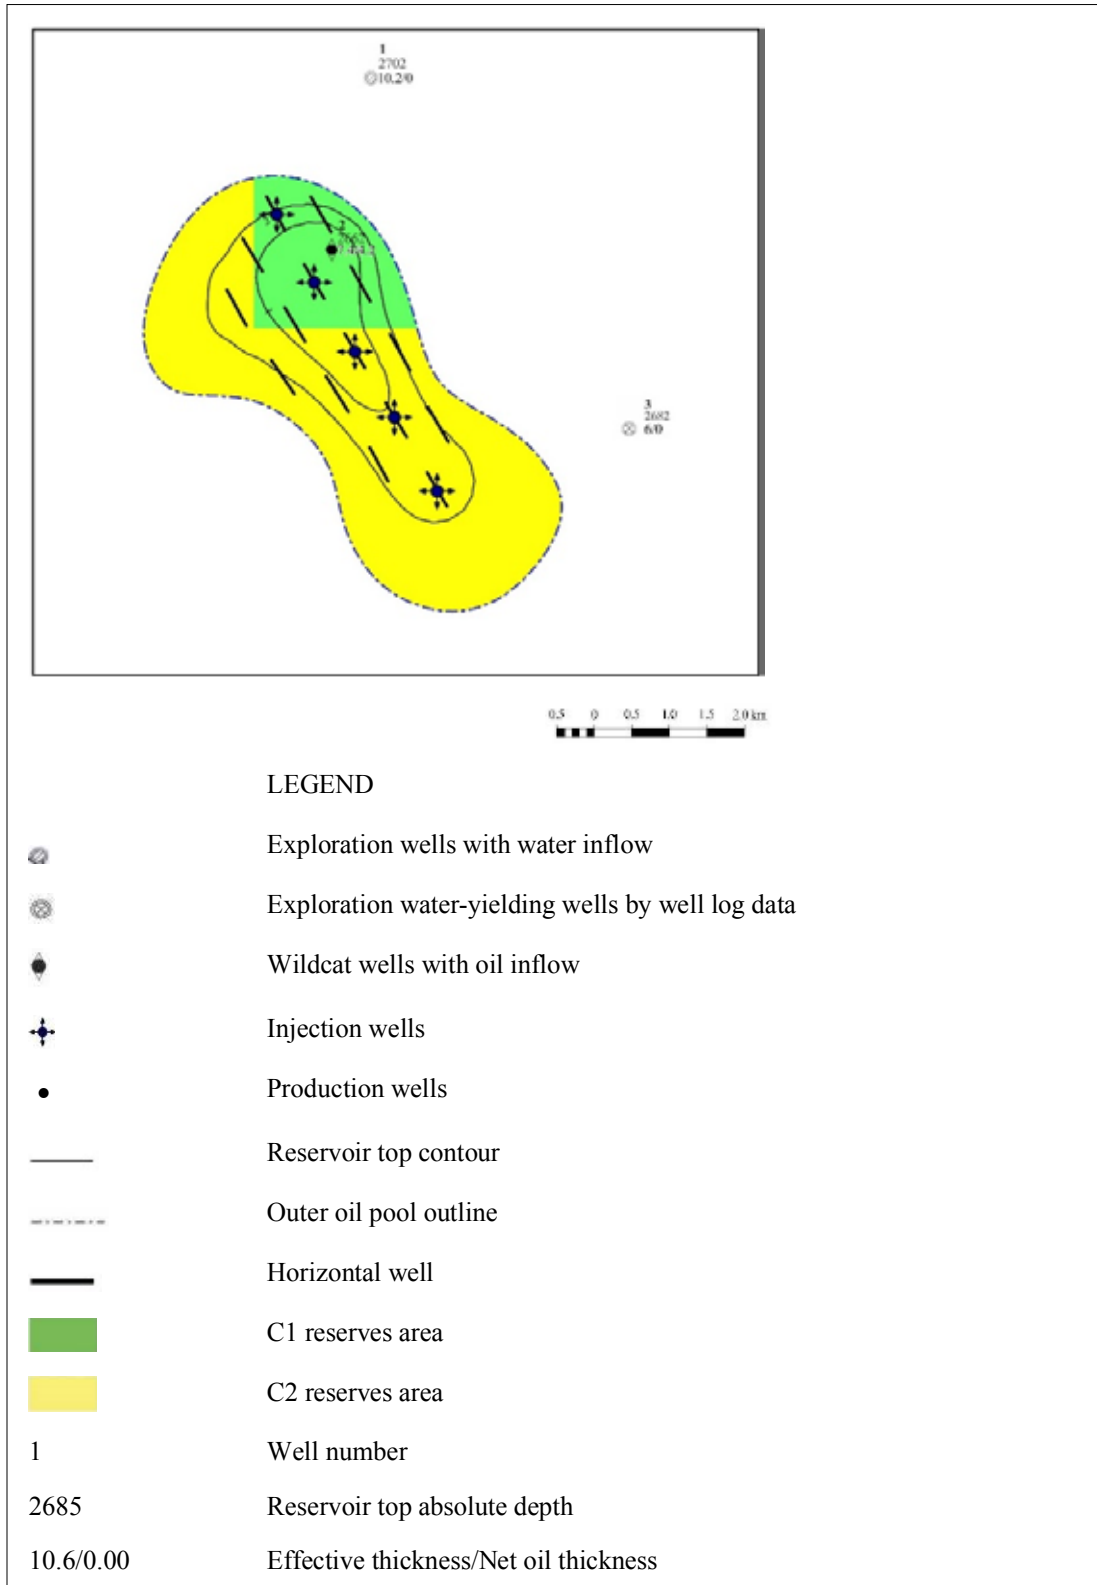 1
2702
10.2/0
2
3
2682
6/0
0.5 0 0.5 1.0 1.5 2.0 km
LEGEND
Exploration wells with water inflow
Exploration water-yielding wells by well log data
Wildcat wells with oil inflow
Injection wells
Production wells
Reservoir top contour
Outer oil pool outline
Horizontal well
C1 reserves area
C2 reserves area
1 Well number
2685 Reservoir top absolute depth
10.6/0.00 Effective thickness/Net oil thickness